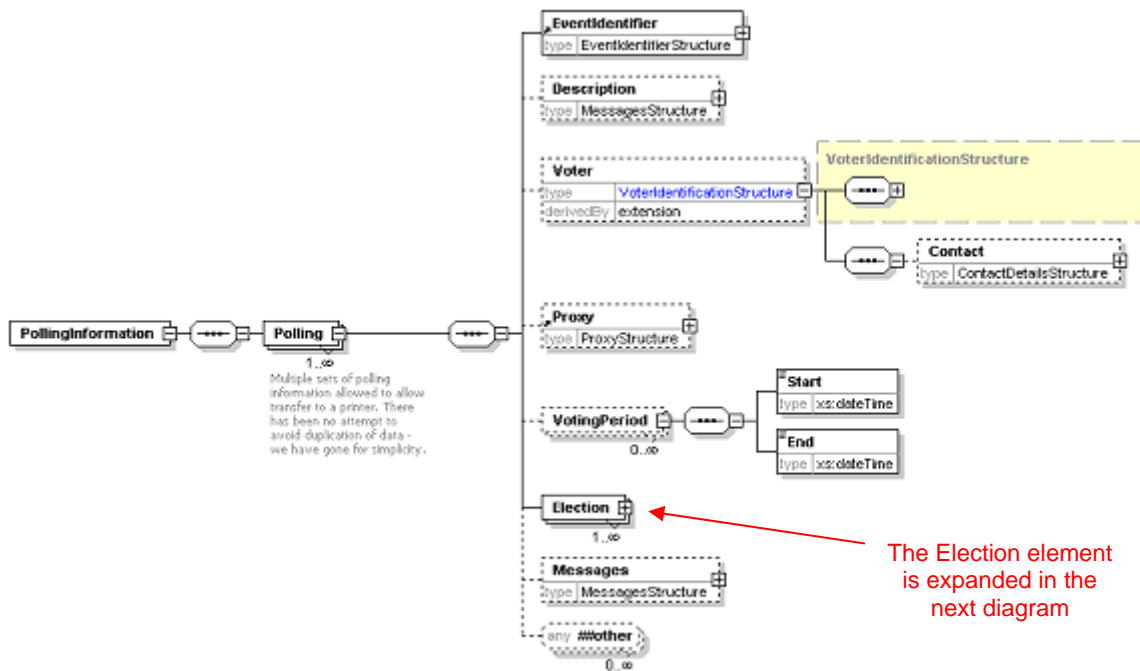 EventIdentifier
type EventIdentifierStructure
Description
type MessagesStructure
Voter
type VoterIdentificationStructure
derivedBy extension
VoterIdentificationStructure
Contact
type ContactDetailsStructure
PollingInformation
Polling
1..∞
Multiple sets of polling
information allowed to allow
transfer to a printer. There
has been no attempt to
avoid duplication of data -
we have gone for simplicity.
Proxy
type ProxyStructure
VotingPeriod
0..∞
Start
type xs:dateTime
End
type xs:dateTime
Election
1..∞
The Election element
is expanded in the
next diagram
Messages
type MessagesStructure
any ##other
0..∞